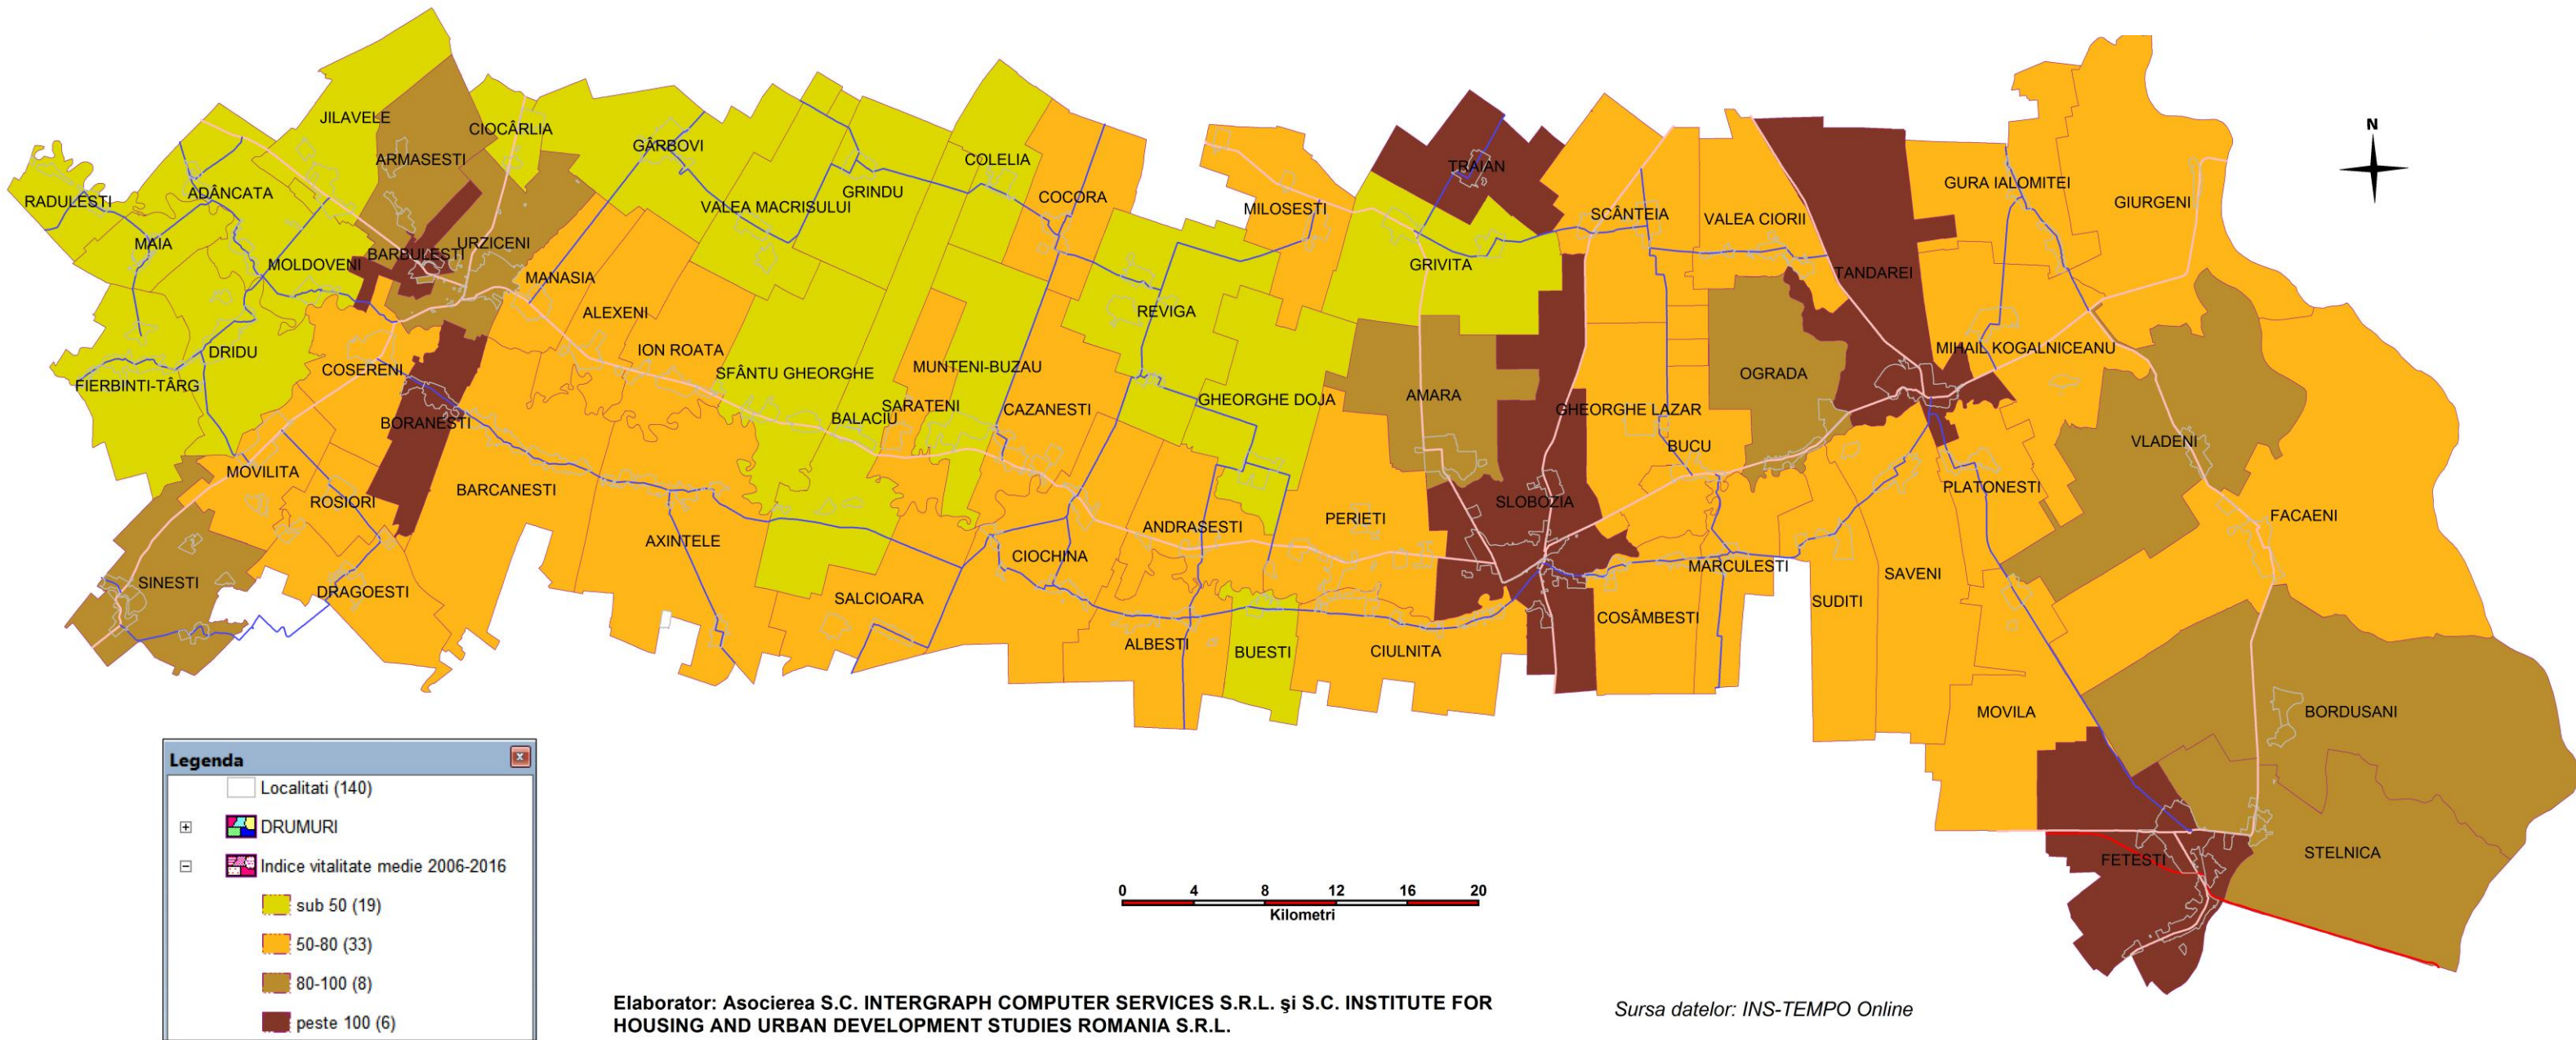 N
JILAVELE
ARMASESTI
CIOCÂRLIA
GÂRBOVI
COLELIA
TRAIAN
RADULESTI
ADÂNCATA
VALEA MACRISULUI
GRINDU
COCORA
MILOSESTI
SCÂNTEIA
VALEA CIORII
GURA IALOMITEI
GIURGENI
MAIA
MOLDOVENI
BARBULESTI
URZICENI
MANASIA
GRIVITA
TANDAREI
ALEXENI
REVIGA
DRIDU
FIERBINTI-TÂRG
COSERENI
ION ROATA
SFÂNTU GHEORGHE
MUNTENI-BUZAU
MIHAIL KOGALNICEANU
OGRADA
BORANESTI
BALACIU
SARATENI
CAZANESTI
GHEORGHE DOJA
AMARA
GHEORGHE LAZAR
BUCU
VLADENI
MOVILITA
ROSIORI
BARCANESTI
PLATONESTI
SLOBOZIA
AXINTELE
ANDRASESTI
PERIETI
FACAENI
SINESTI
DRAGOESTI
CIOCHINA
MARCULESTI
SAVENI
SALCIOARA
SUDITI
COSÂMBESTI
ALBESTI
BUESTI
CIULNITA
MOVILA
BORDUSANI
FETESTI
STELNICA
Legenda
x
Localitati (140)
DRUMURI
Indice vitalitate medie 2006-2016
sub 50 (19)
50-80 (33)
80-100 (8)
peste 100 (6)
0 4 8 12 16 20
Kilometri
Elaborator: Asocierea S.C. INTERGRAPH COMPUTER SERVICES S.R.L. şi S.C. INSTITUTE FOR
HOUSING AND URBAN DEVELOPMENT STUDIES ROMANIA S.R.L.
Sursa datelor: INS-TEMPO Online